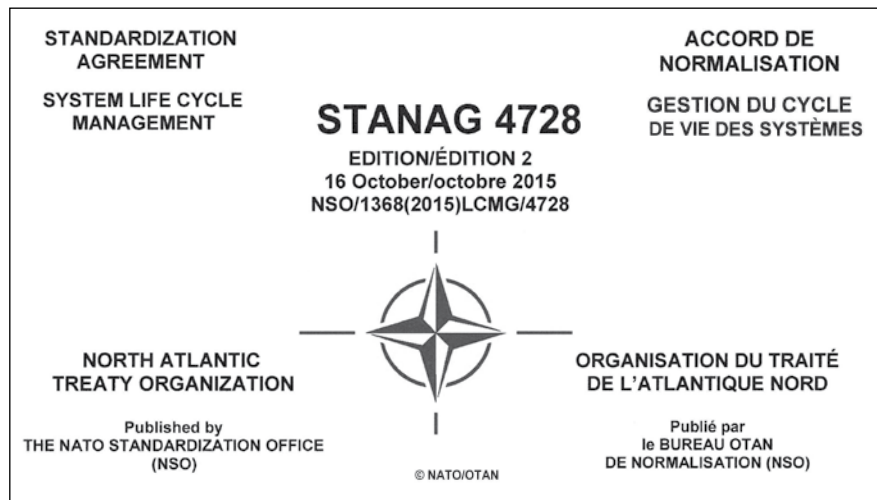 STANDARDIZATION
AGREEMENT
SYSTEM LIFE CYCLE
MANAGEMENT
ACCORD DE
NORMALISATION
GESTION DU CYCLE
DE VIE DES SYSTÈMES
STANAG 4728
EDITION/ÉDITION 2
16 October/octobre 2015
NSO/1368(2015)LCMG/4728
NORTH ATLANTIC
TREATY ORGANIZATION
Published by
THE NATO STANDARDIZATION OFFICE
(NSO)
ORGANISATION DU TRAITÉ
DE L'ATLANTIQUE NORD
Publié par
le BUREAU OTAN
DE NORMALISATION (NSO)
© NATO/OTAN